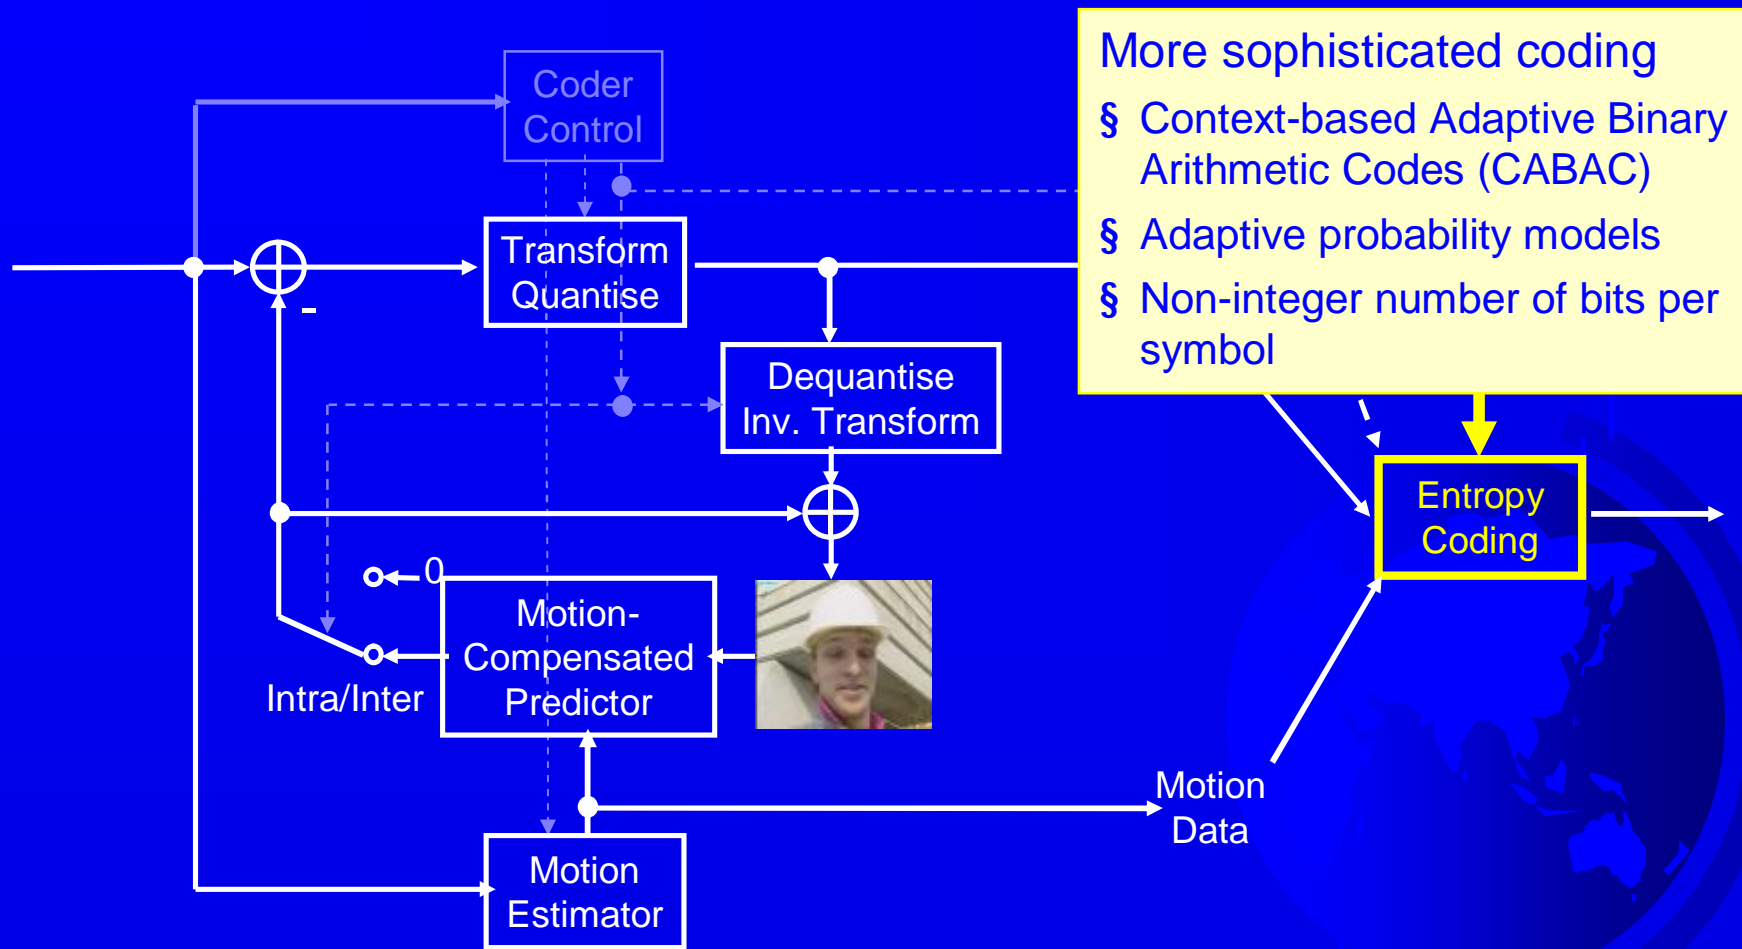 Coder
Control
More sophisticated coding
§ Context-based Adaptive Binary
Arithmetic Codes (CABAC)
§ Adaptive probability models
§ Non-integer number of bits per
symbol
Transform
Quantise
-
Dequantise
Inv. Transform
Entropy
Coding
0
Motion-
Compensated
Predictor
Intra/Inter
Motion
Data
Motion
Estimator